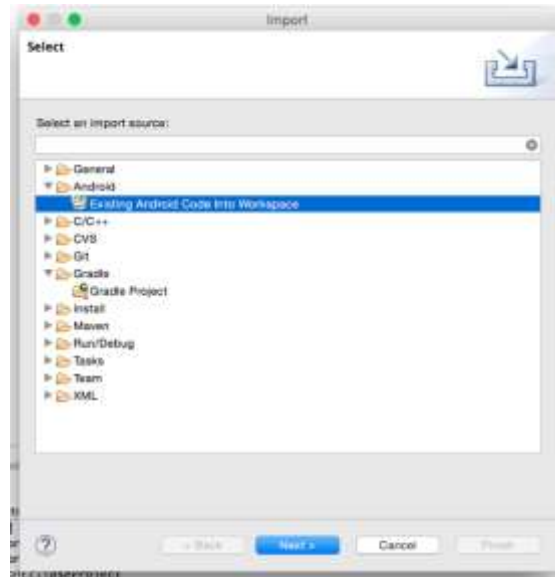 Import
Select
Select an import source:
General
Android
Existing Android Code Into Workspace
C/C++
CVS
Git
Gradle
Gradle Project
Install
Maven
Run/Debug
Tasks
Team
XML
?
< Back
Next >
Cancel
Finish